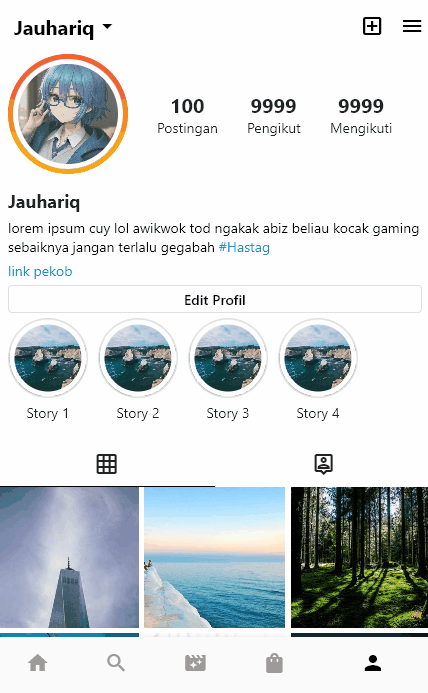 Jauhariq
100 9999 9999
Postingan Pengikut Mengikuti
Jauhariq
lorem ipsum cuy lol awikwok tod ngakak abiz beliau kocak gaming
sebaiknya jangan terlalu gegabah #Hastag
link pekob
Edit Profil
Story 1 Story 2 Story 3 Story 4